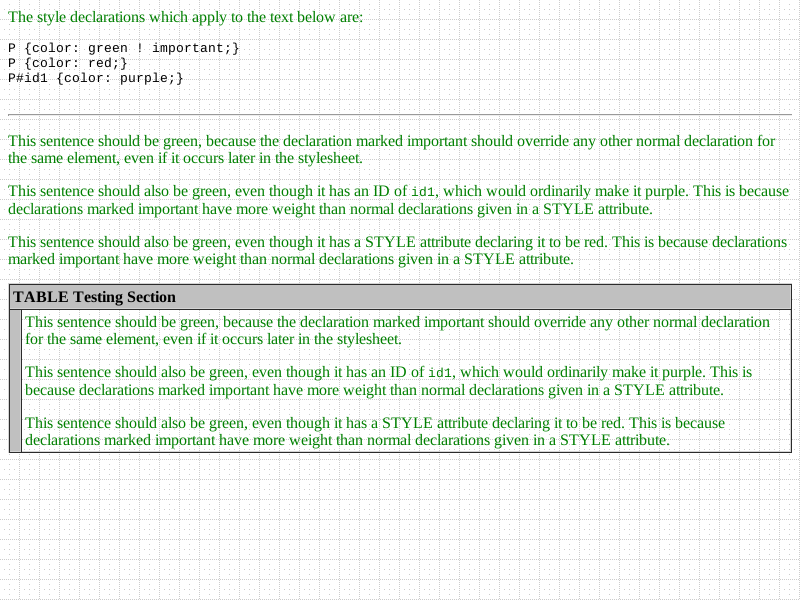 The style declarations which apply to the text below are:
P {color: green ! important;}
P {color: red;}
P#id1 {color: purple;}
This sentence should be green, because the declaration marked important should override any other normal declaration for
the same element, even if it occurs later in the stylesheet.
This sentence should also be green, even though it has an ID of id1, which would ordinarily make it purple. This is because
declarations marked important have more weight than normal declarations given in a STYLE attribute.
This sentence should also be green, even though it has a STYLE attribute declaring it to be red. This is because declarations
marked important have more weight than normal declarations given in a STYLE attribute.
TABLE Testing Section
This sentence should be green, because the declaration marked important should override any other normal declaration
for the same element, even if it occurs later in the stylesheet.
This sentence should also be green, even though it has an ID of id1, which would ordinarily make it purple. This is
because declarations marked important have more weight than normal declarations given in a STYLE attribute.
This sentence should also be green, even though it has a STYLE attribute declaring it to be red. This is because
declarations marked important have more weight than normal declarations given in a STYLE attribute.